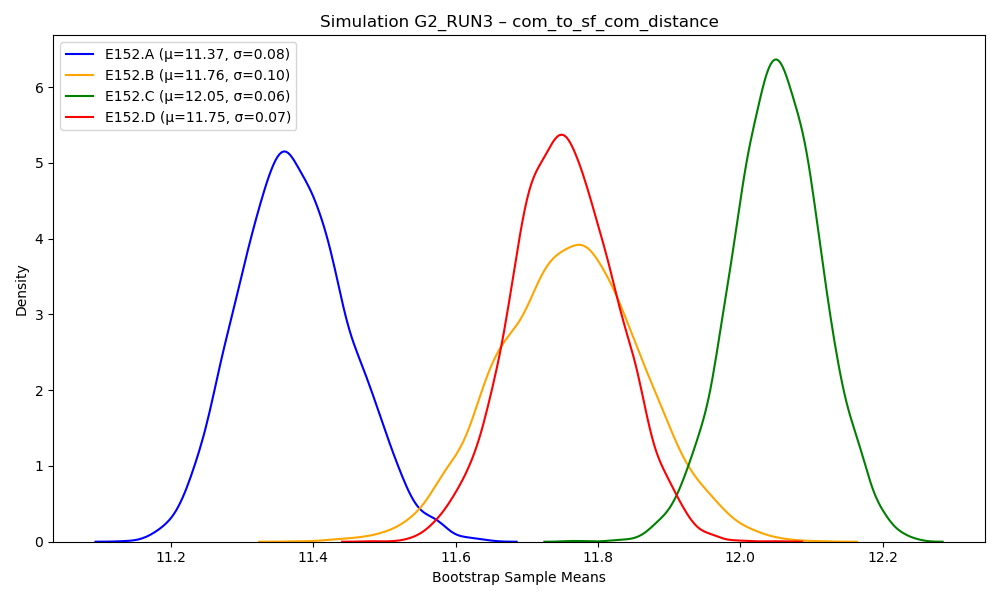 Simulation G2_RUN3 – com_to_sf_com_distance
E152.A (μ=11.37, σ=0.08)
E152.B (μ=11.76, σ=0.10)
E152.C (μ=12.05, σ=0.06)
E152.D (μ=11.75, σ=0.07)
Density
6
5
4
3
2
1
0
11.2 11.4 11.6 11.8 12.0 12.2
Bootstrap Sample Means